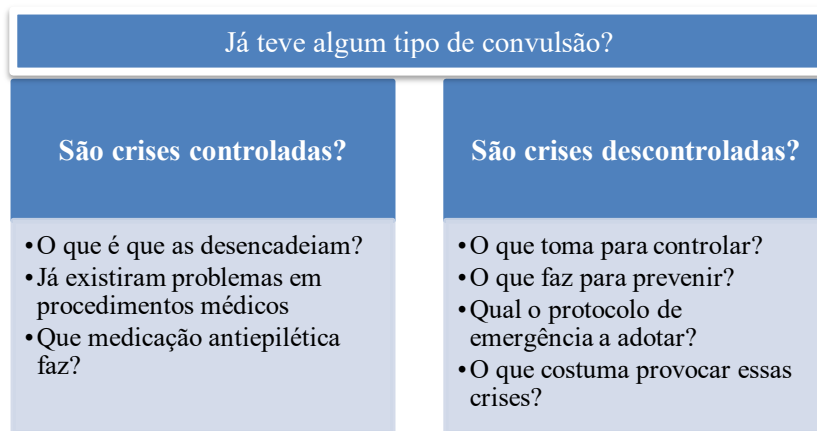 Já teve algum tipo de convulsão?
São crises controladas?
•O que é que as desencadeiam?
•Já existiram problemas em
procedimentos médicos
•Que medicação antiepilética
faz?
São crises descontroladas?
•O que toma para controlar?
•O que faz para prevenir?
•Qual o protocolo de
emergência a adotar?
•O que costuma provocar essas
crises?